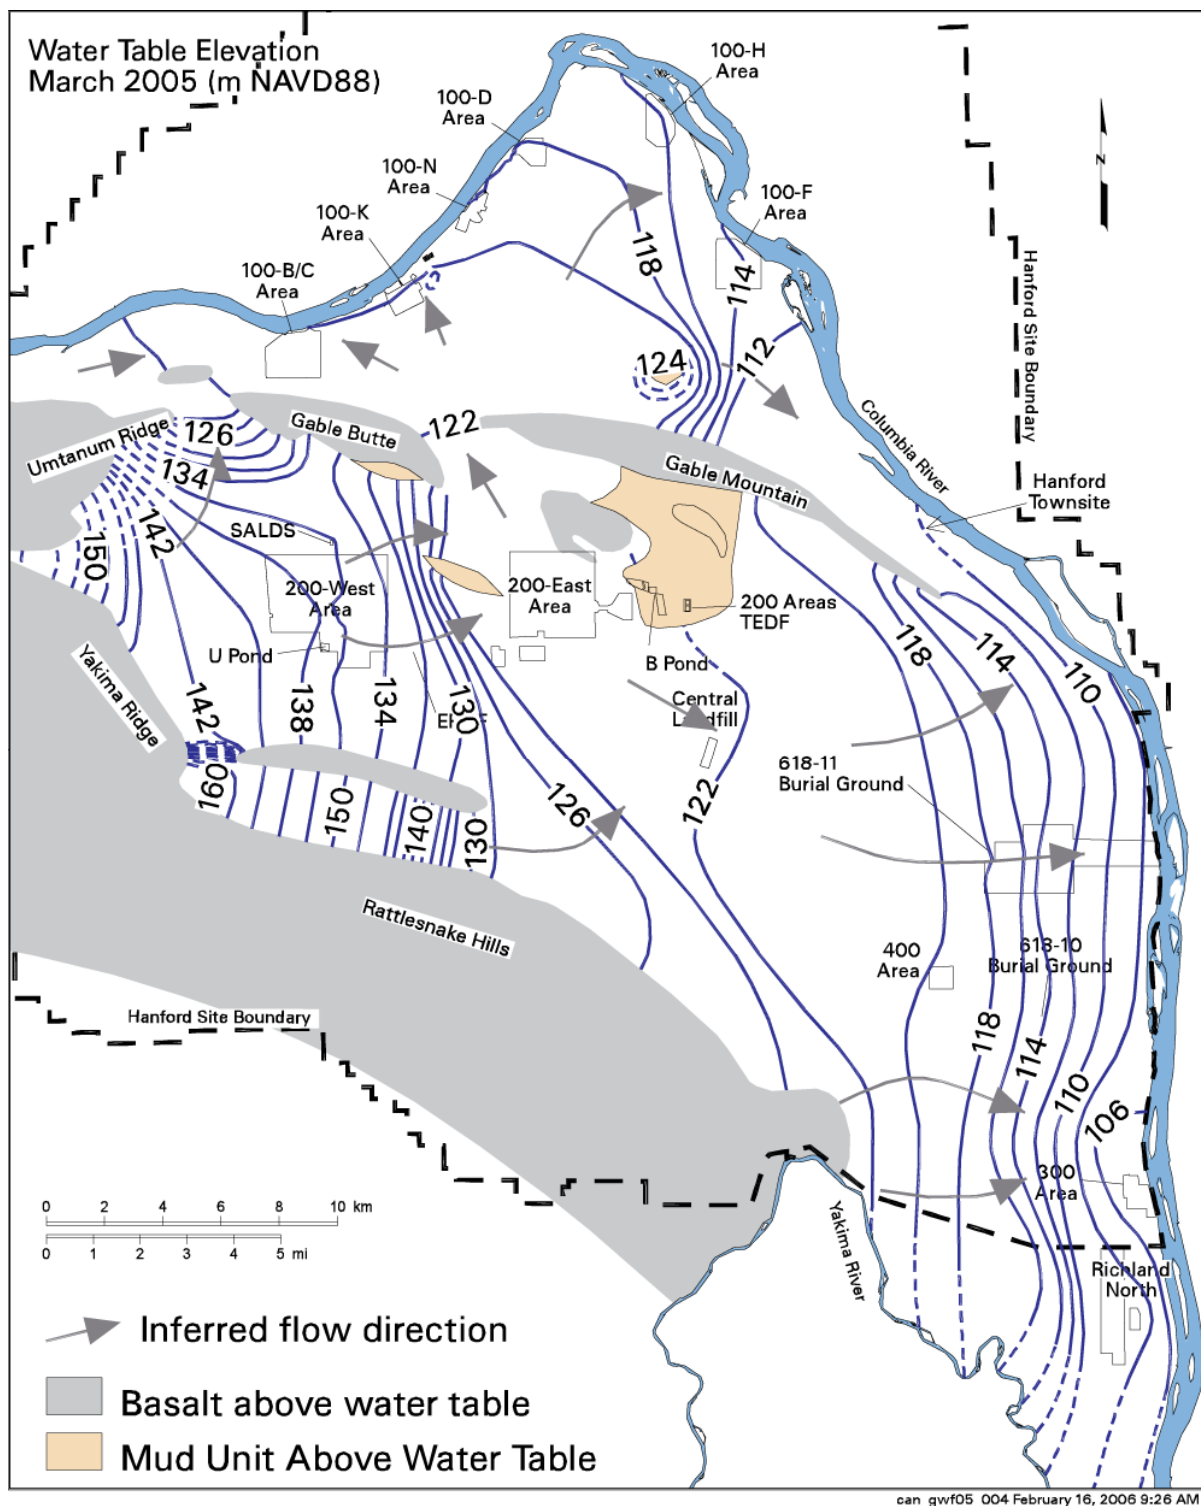 Water Table Elevation
March 2005 (m NAVD88)
100-H
Area
100-D
Area
100-N
Area
100-K
Area
100-F
Area
100-B/C
Area
118
114
112
124
Hanford Site Boundary
Columbia River
Umtanum Ridge
126
Gable Butte
122
134
Gable Mountain
Hanford
Townsite
142
150
SALDS
200-West
Area
200-East
Area
200 Areas
TEDF
U Pond
B Pond
118
114
110
Yakima Ridge
142
138
134
130
Central
Landfill
160
150
140
130
126
122
618-11
Burial Ground
Rattlesnake Hills
400
Area
618-10
Burial Ground
Hanford Site Boundary
118
114
110
106
300
Area
Yakima River
Richland
North
0 2 4 6 8 10 km
0 1 2 3 4 5 mi
Inferred flow direction
Basalt above water table
Mud Unit Above Water Table
can_gwf05_004 February 16, 2006 9:26 AM